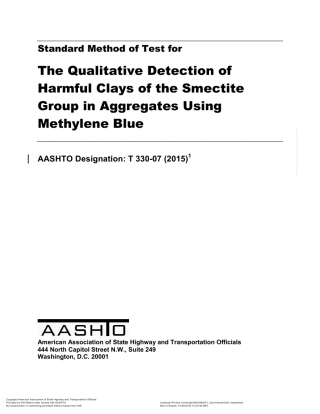 Standard Method of Test for
The Qualitative Detection of
Harmful Clays of the Smectite
Group in Aggregates Using
Methylene Blue
AASHTO Designation: T 330-07 (2015)1
AASHTO
American Association of State Highway and Transportation Officials
444 North Capitol Street N.W., Suite 249
Washington, D.C. 20001